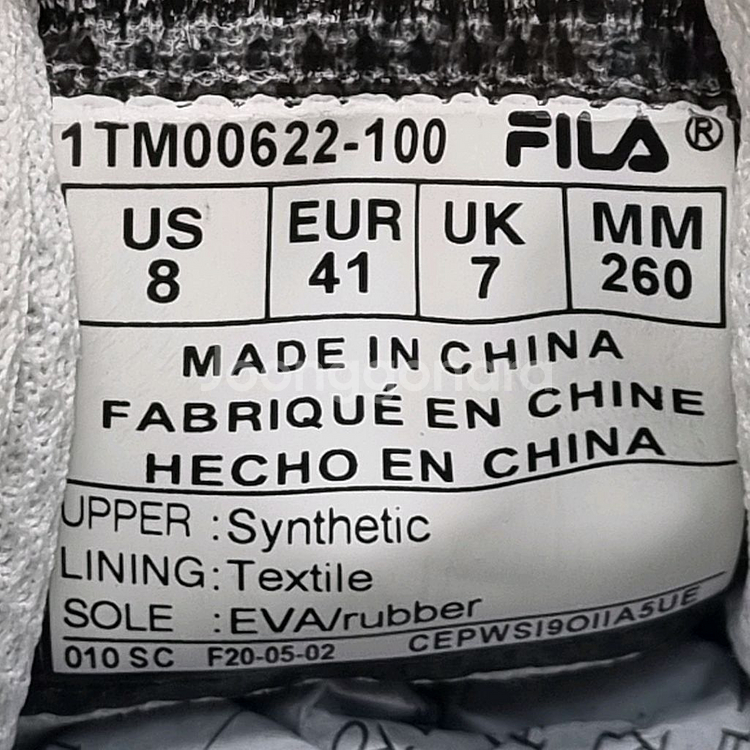 1TM00622-100 FILA®
US EUR UK MM
8 41 7 260
MADE IN CHINA
Joonggonara
FABRIQUÉ EN CHINE
HECHO EN CHINA
UPPER :Synthetic
LINING:Textile
SOLE :EVA/rubber
010 SC F20-05-02 CEPWSI9OIIA5UE